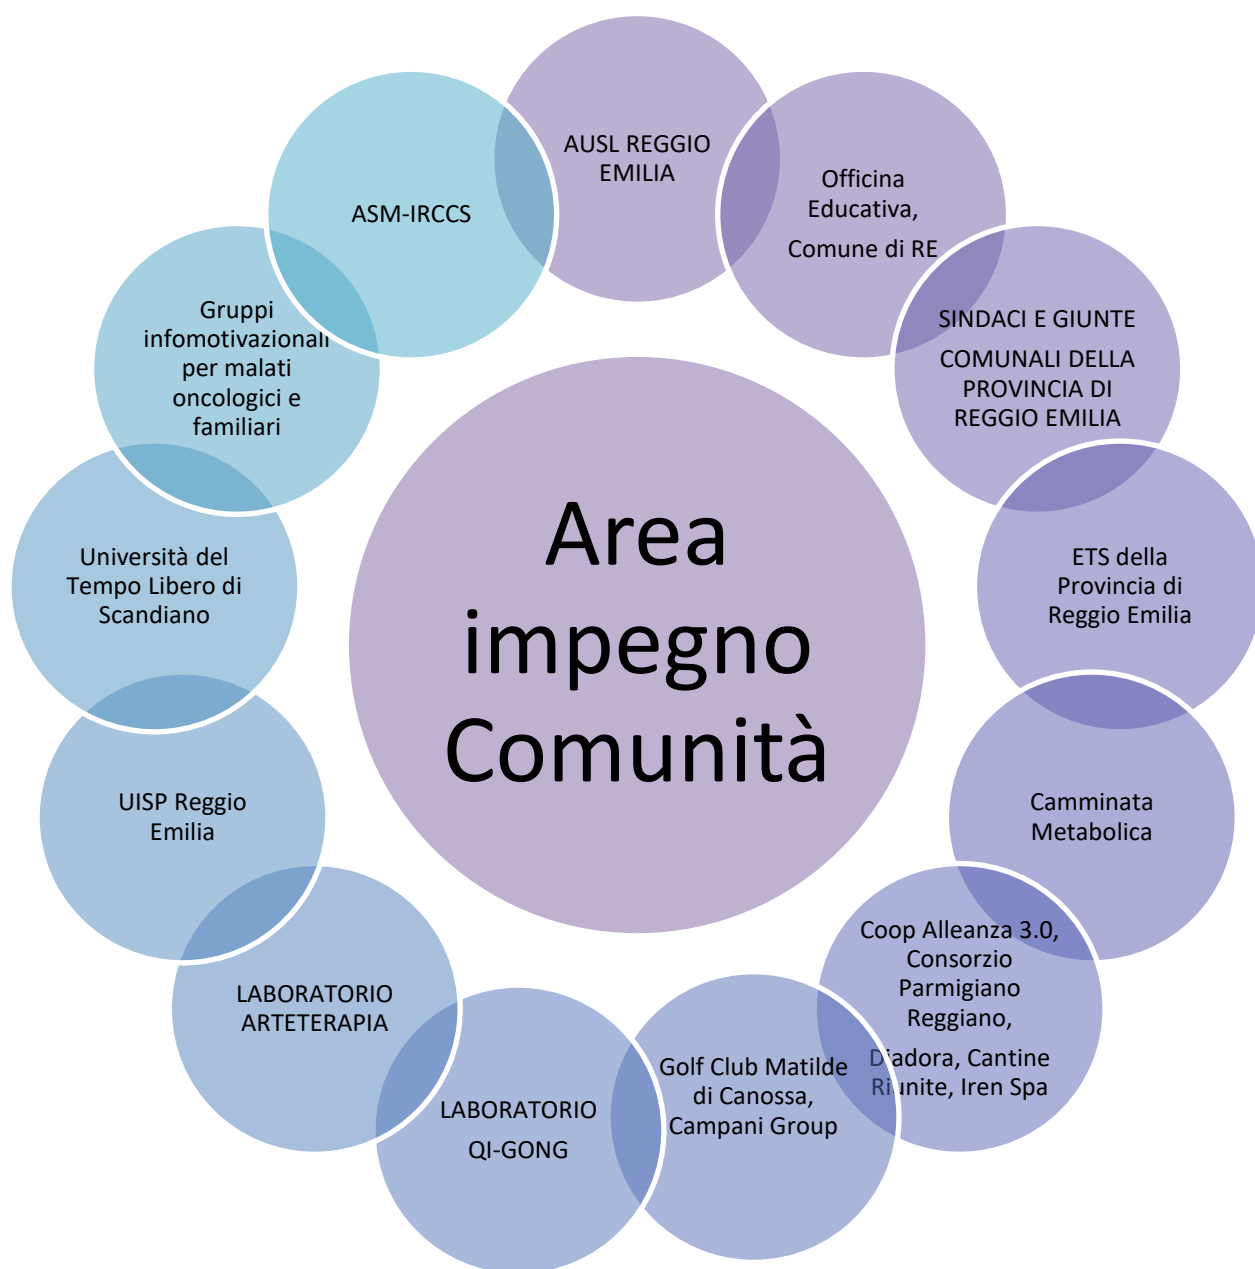 AUSL REGGIO
EMILIA
Officina
Educativa,
Comune di RE
SINDACI E GIUNTE
COMUNALI DELLA
PROVINCIA DI
REGGIO EMILIA
ETS della
Provincia di
Reggio Emilia
Camminata
Metabolica
Coop Alleanza 3.0,
Consorzio
Parmigiano
Reggiano,
Diadora, Cantine
Riunite, Iren Spa
Golf Club Matilde
di Canossa,
Campani Group
LABORATORIO
QI-GONG
LABORATORIO
ARTETERAPIA
UISP Reggio
Emilia
Università del
Tempo Libero di
Scandiano
Gruppi
infomotivazionali
per malati
oncologici e
familiari
ASM-IRCCS
Area
impegno
Comunità